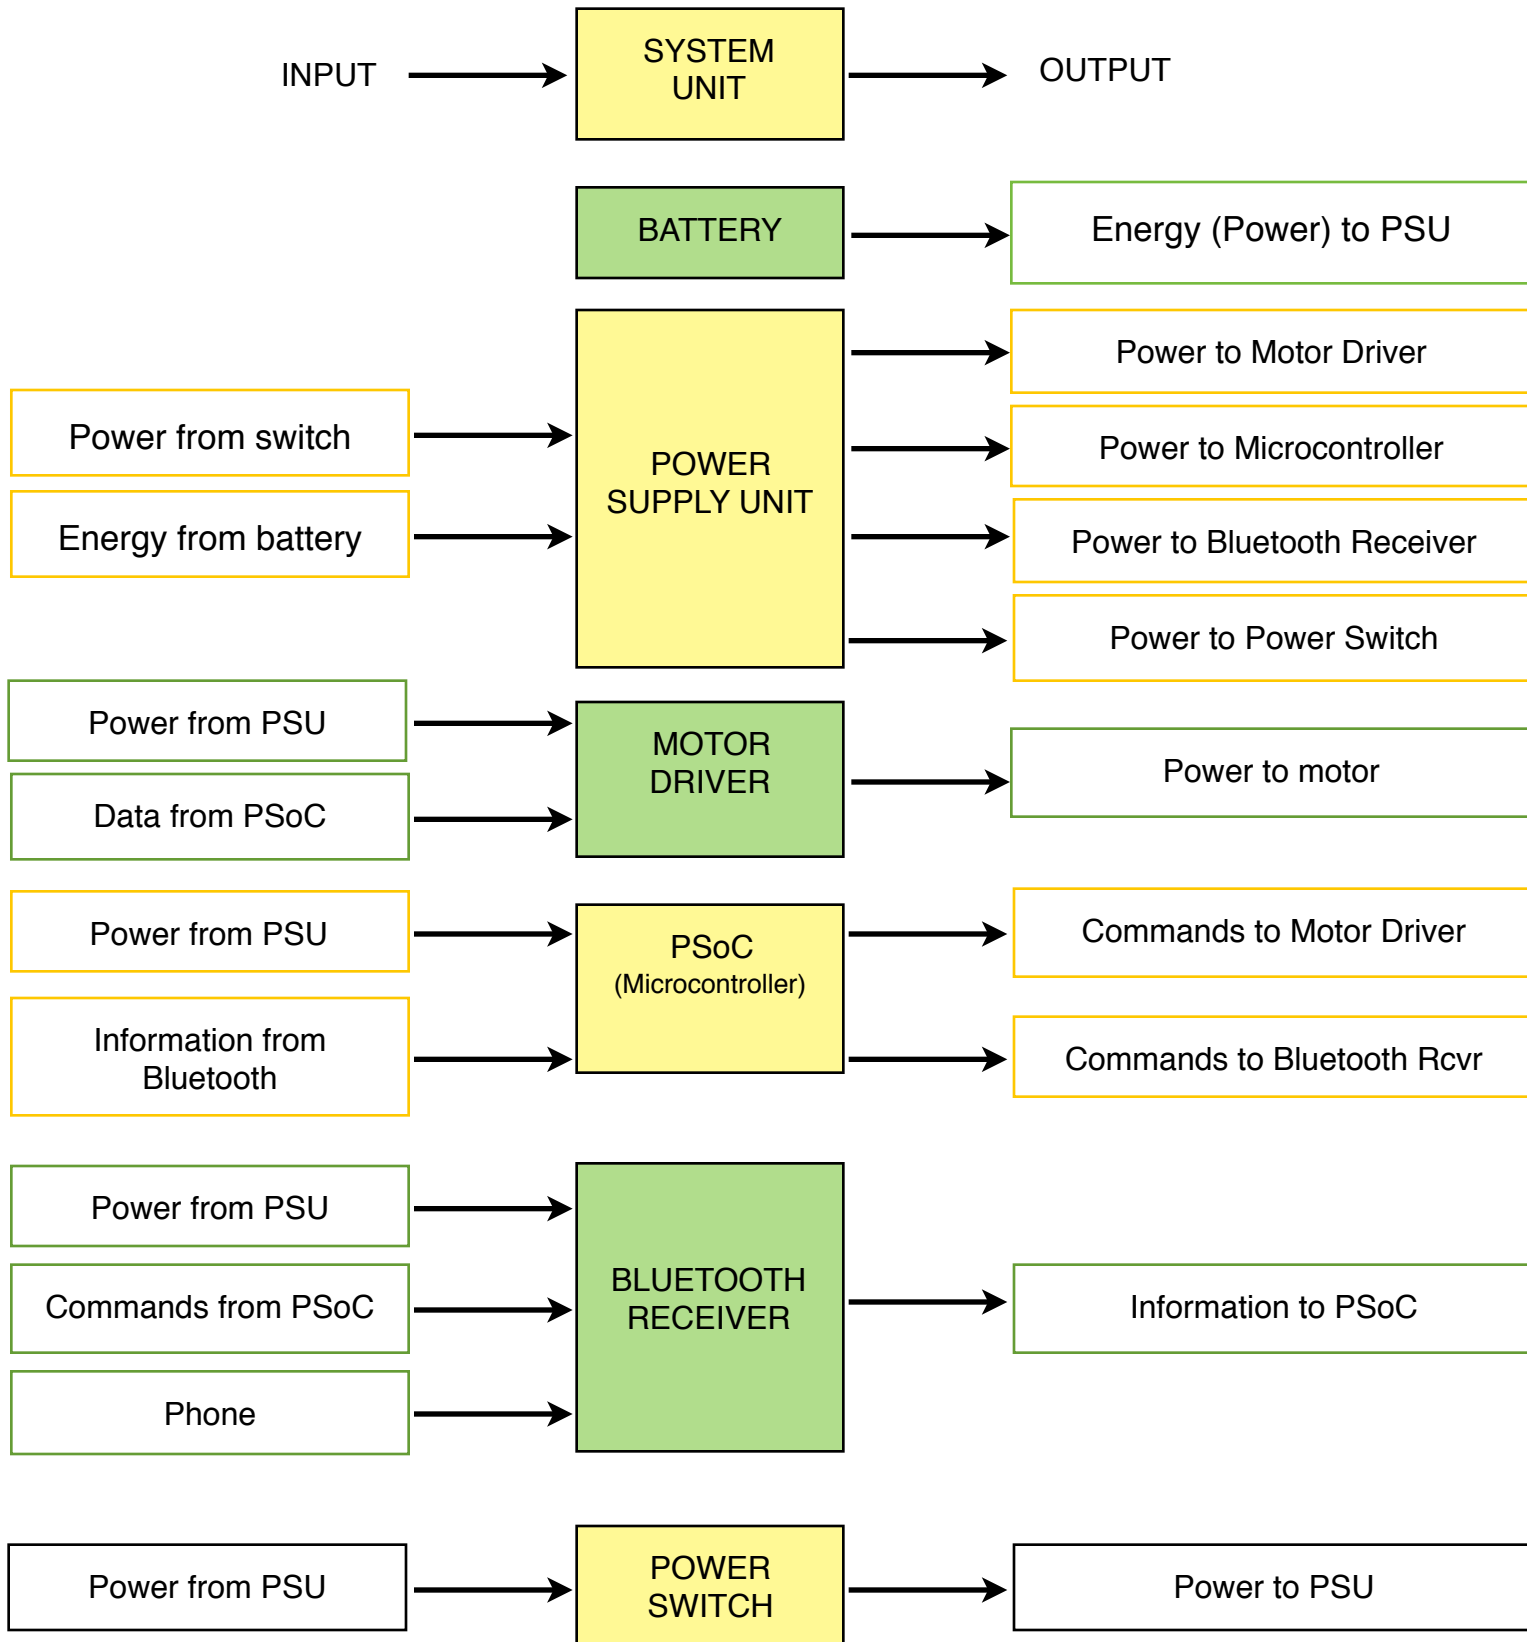 INPUT
SYSTEM
UNIT
OUTPUT
BATTERY
Energy (Power) to PSU
Power from switch
Energy from battery
POWER
SUPPLY UNIT
Power to Motor Driver
Power to Microcontroller
Power to Bluetooth Receiver
Power to Power Switch
Power from PSU
Data from PSoC
MOTOR
DRIVER
Power to motor
Power from PSU
Information from
Bluetooth
PSoC
(Microcontroller)
Commands to Motor Driver
Commands to Bluetooth Rcvr
Power from PSU
Commands from PSoC
Phone
BLUETOOTH
RECEIVER
Information to PSoC
Power from PSU
POWER
SWITCH
Power to PSU